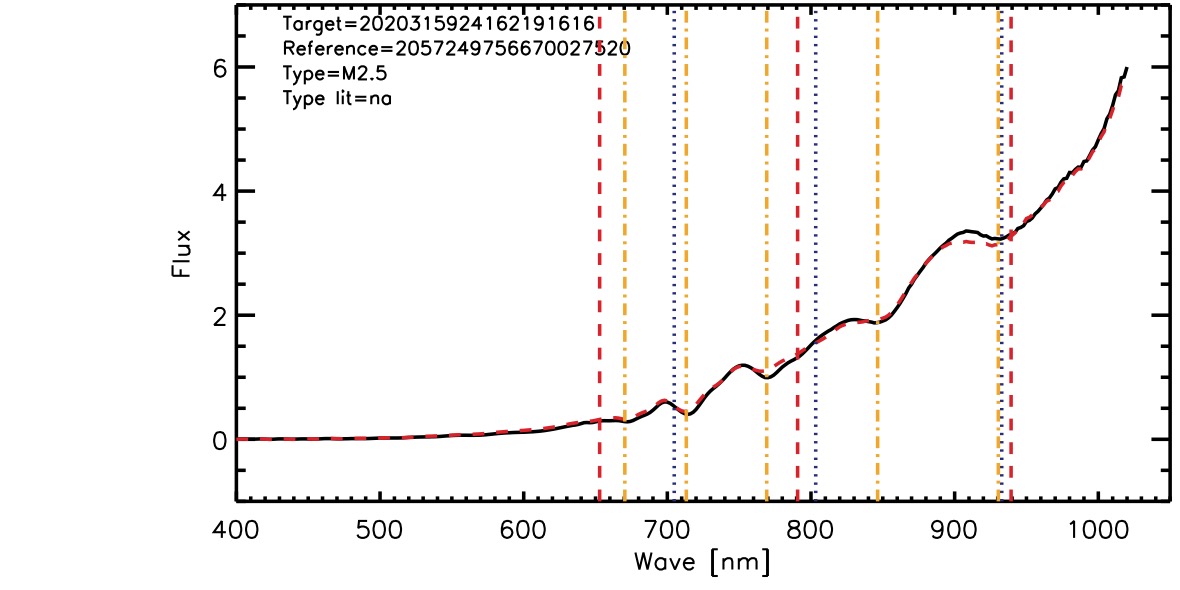 Target=2020315924162191616
Reference=2057249756670027520
Type=M2.5
Type lit=na
6
4
2
0
Flux
400 500 600 700 800 900 1000
Wave [nm]